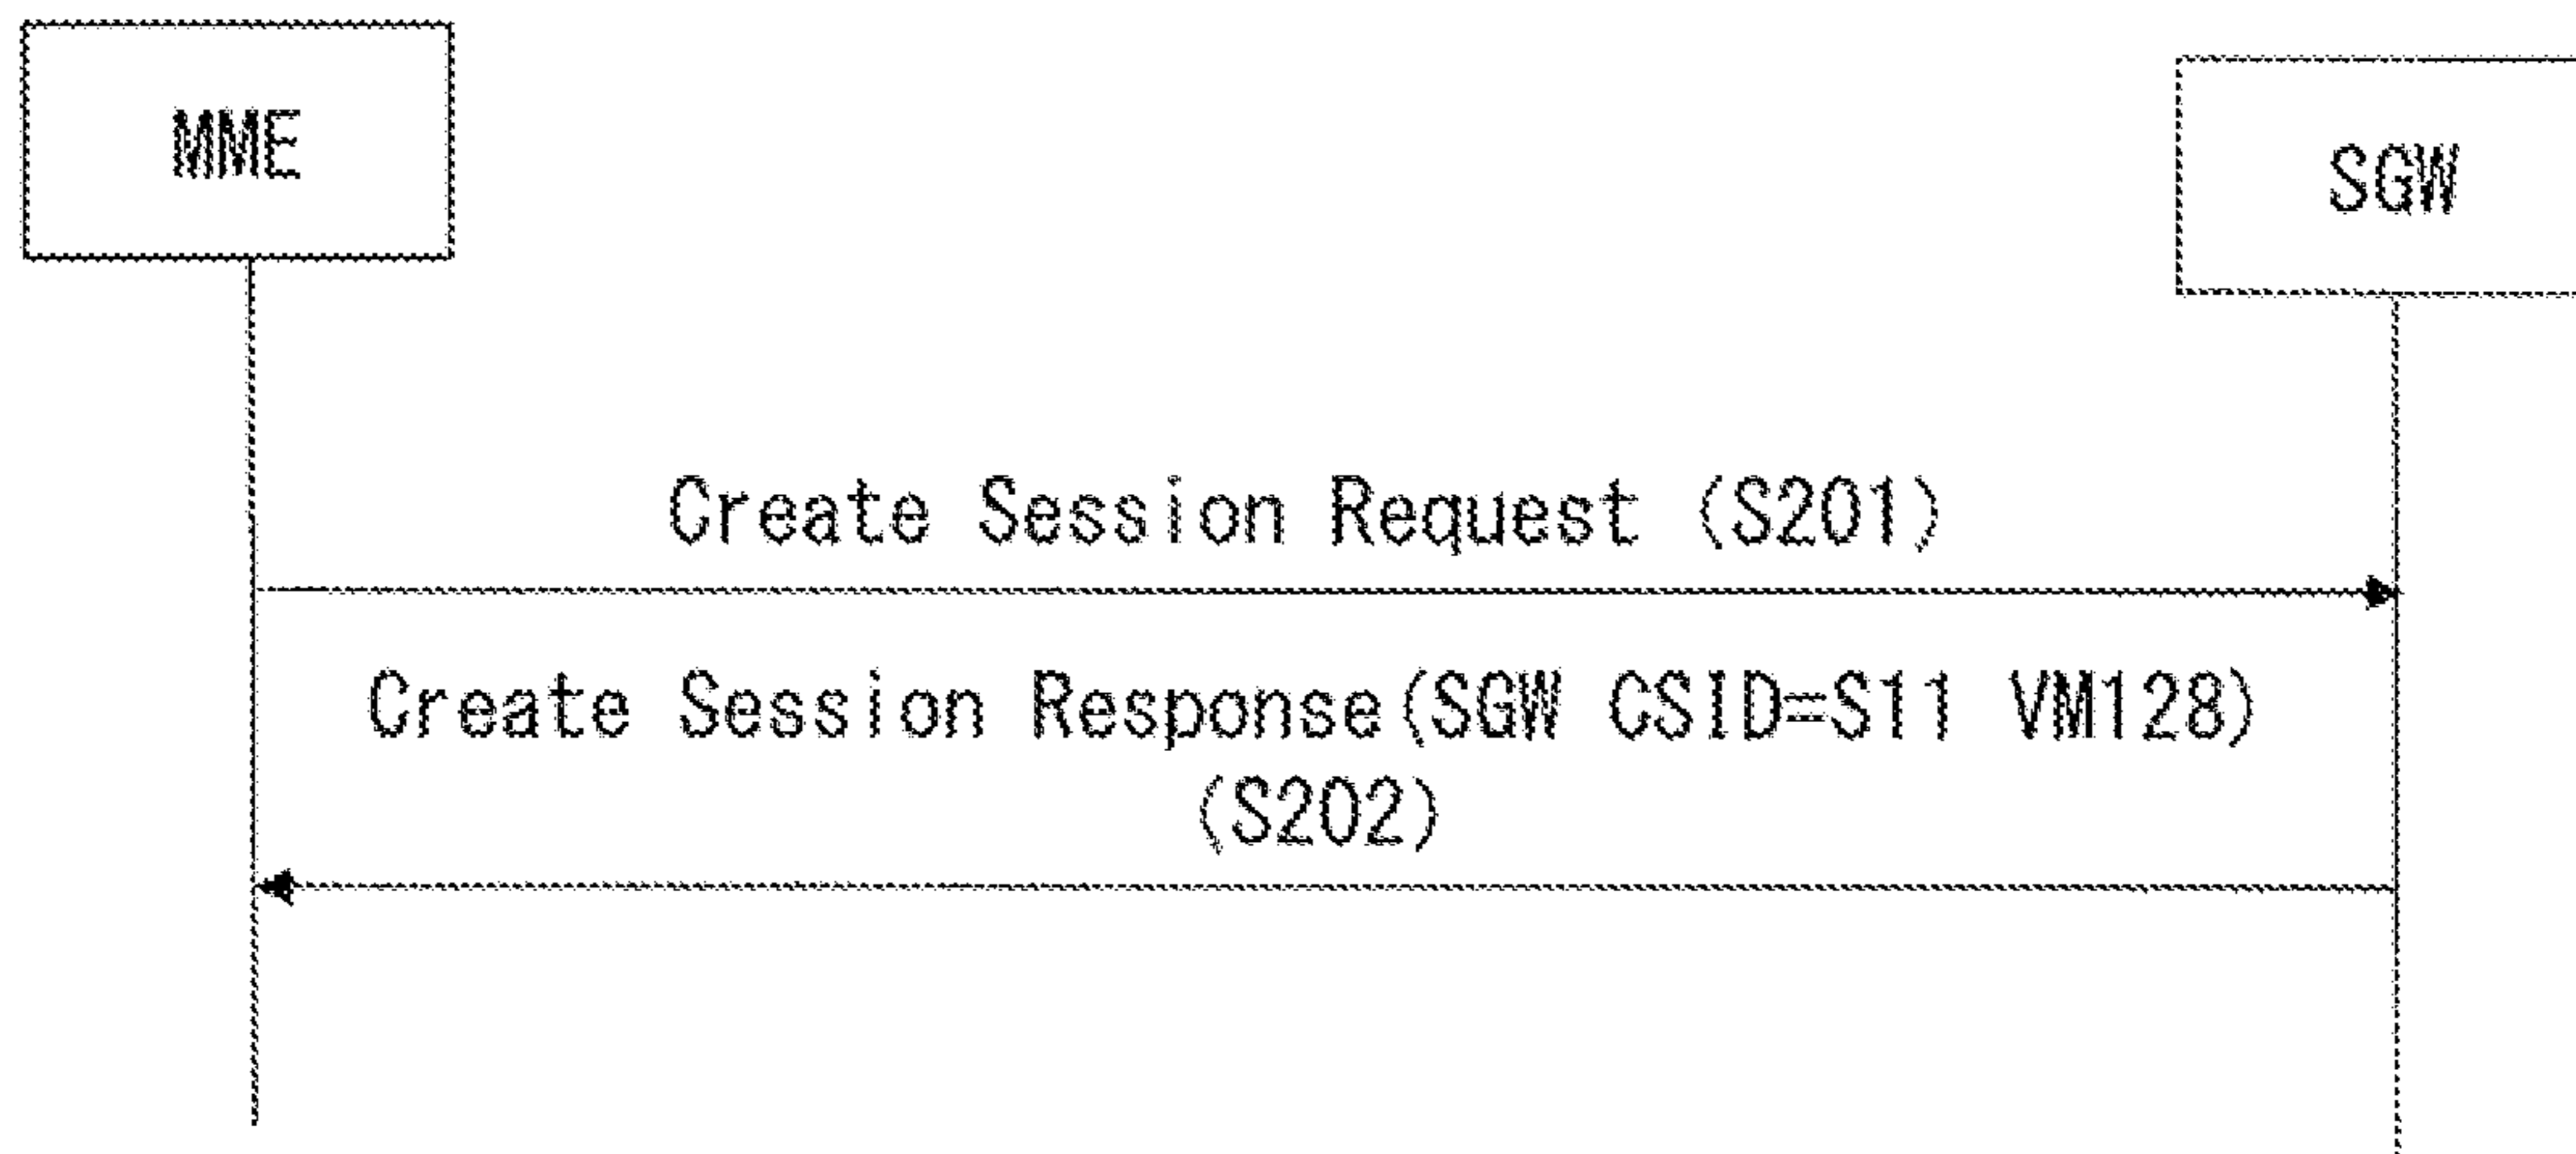 MME
SGW
Create Session Request (S201)
Create Session Response(SGW CSID=S11 VM128)
(S202)